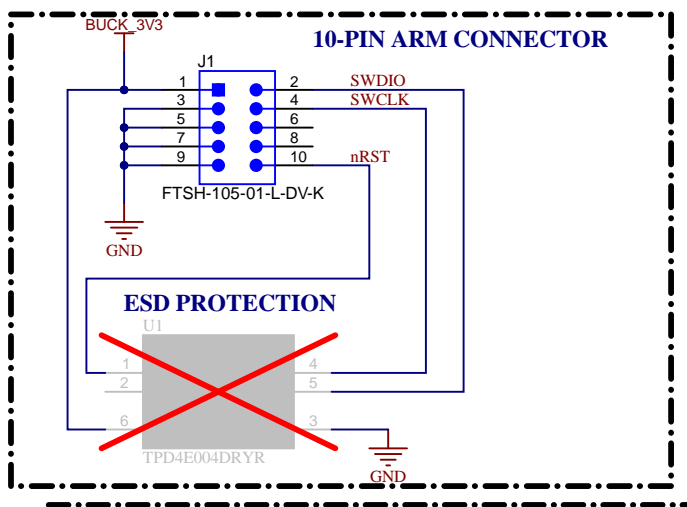 BUCK_3V3
10-PIN ARM CONNECTOR
J1
1 2 SWDIO
3 4 SWCLK
5 6
7 8
9 10 nRST
FTSH-105-01-L-DV-K
GND
ESD PROTECTION
U1
1 4
2 5
6 3
TPD4E004DRYR
GND